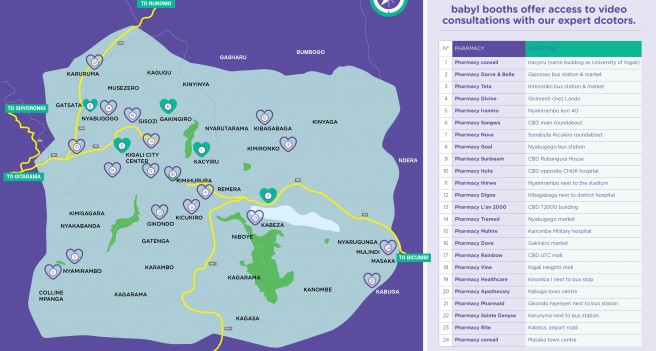 TO RUKOMO
BUMBOGO
GASHARU
KARURUMA
KAGUGU
KINYINYA
MUSEZERO
TO SHYORONGI
GATSATA
NYABUGOGO
GISOZI
GAKINGIRO
NYARUTARAMA
KIBAGABAGA
KINYAGA
KIMIRONKO
KIGALI CITY
CENTER
KACYIRU
NDERA
TO GITARAMA
KIMIHURURA
REMERA
KIMISAGARA
NYAKABANDA
GIKONDO
KICUKIRO
KABEZA
NIBOYE
GATENGA
NYARUGUNGA
MULINDI
MASAKA
TO BICUMBI
NYAMIRAMBO
KARAMBO
COLLINE
MPANGA
KAGARAMA
KAGARAMA
KANOMBE
KABUGA
KAGASA
babyl booths offer access to video
consultations with our expert dcotors.
N° PHARMACY LOCATION
1 Pharmacy conseil Kacyru (same building as University of Kigali)
2 Pharmacy Dorce & Bella Giporoso bus station & market
3 Pharmacy Teta Kimironko bus station & market
4 Pharmacy Divine Gisimenti chez Lando
5 Pharmacy Iramiro Nyamirambo kuri 40
6 Pharmacy Sangwa CBD main roundabout
7 Pharmacy Nova Sonatubs Kicukiro roundabout
8 Pharmacy Goal Nyabugogo bus station
9 Pharmacy Sunbeam CBD Rubangura House
10 Pharmacy Iloto CBD opposite CHUK hospital
11 Pharmacy Ihirwe Nyamirambo next to the stadium
12 Pharmacy Digne Kibagabaga next to district hospital
13 Pharmacy L'an 2000 CBD T2000 building
14 Pharmacy Tramed Nyabugogo market
15 Pharmacy Muhire Kanombe Military hospital
16 Pharmacy Dove Gakinjiro market
17 Pharmacy Rainbow CBD UTC mall
18 Pharmacy Vine Kigali Heights mall
19 Pharmacy Healthcare Kinyemba I next to bus stop
20 Pharmacy Apothecary Kabuga town centre
21 Pharmacy Pharmaid Gikondo Nyenyeri next to bus station
22 Pharmacy Sainte Denyse Karuruma next to bus station
23 Pharmacy Rite Kabeza, airport road
24 Pharmacy conseil Masaka town centre